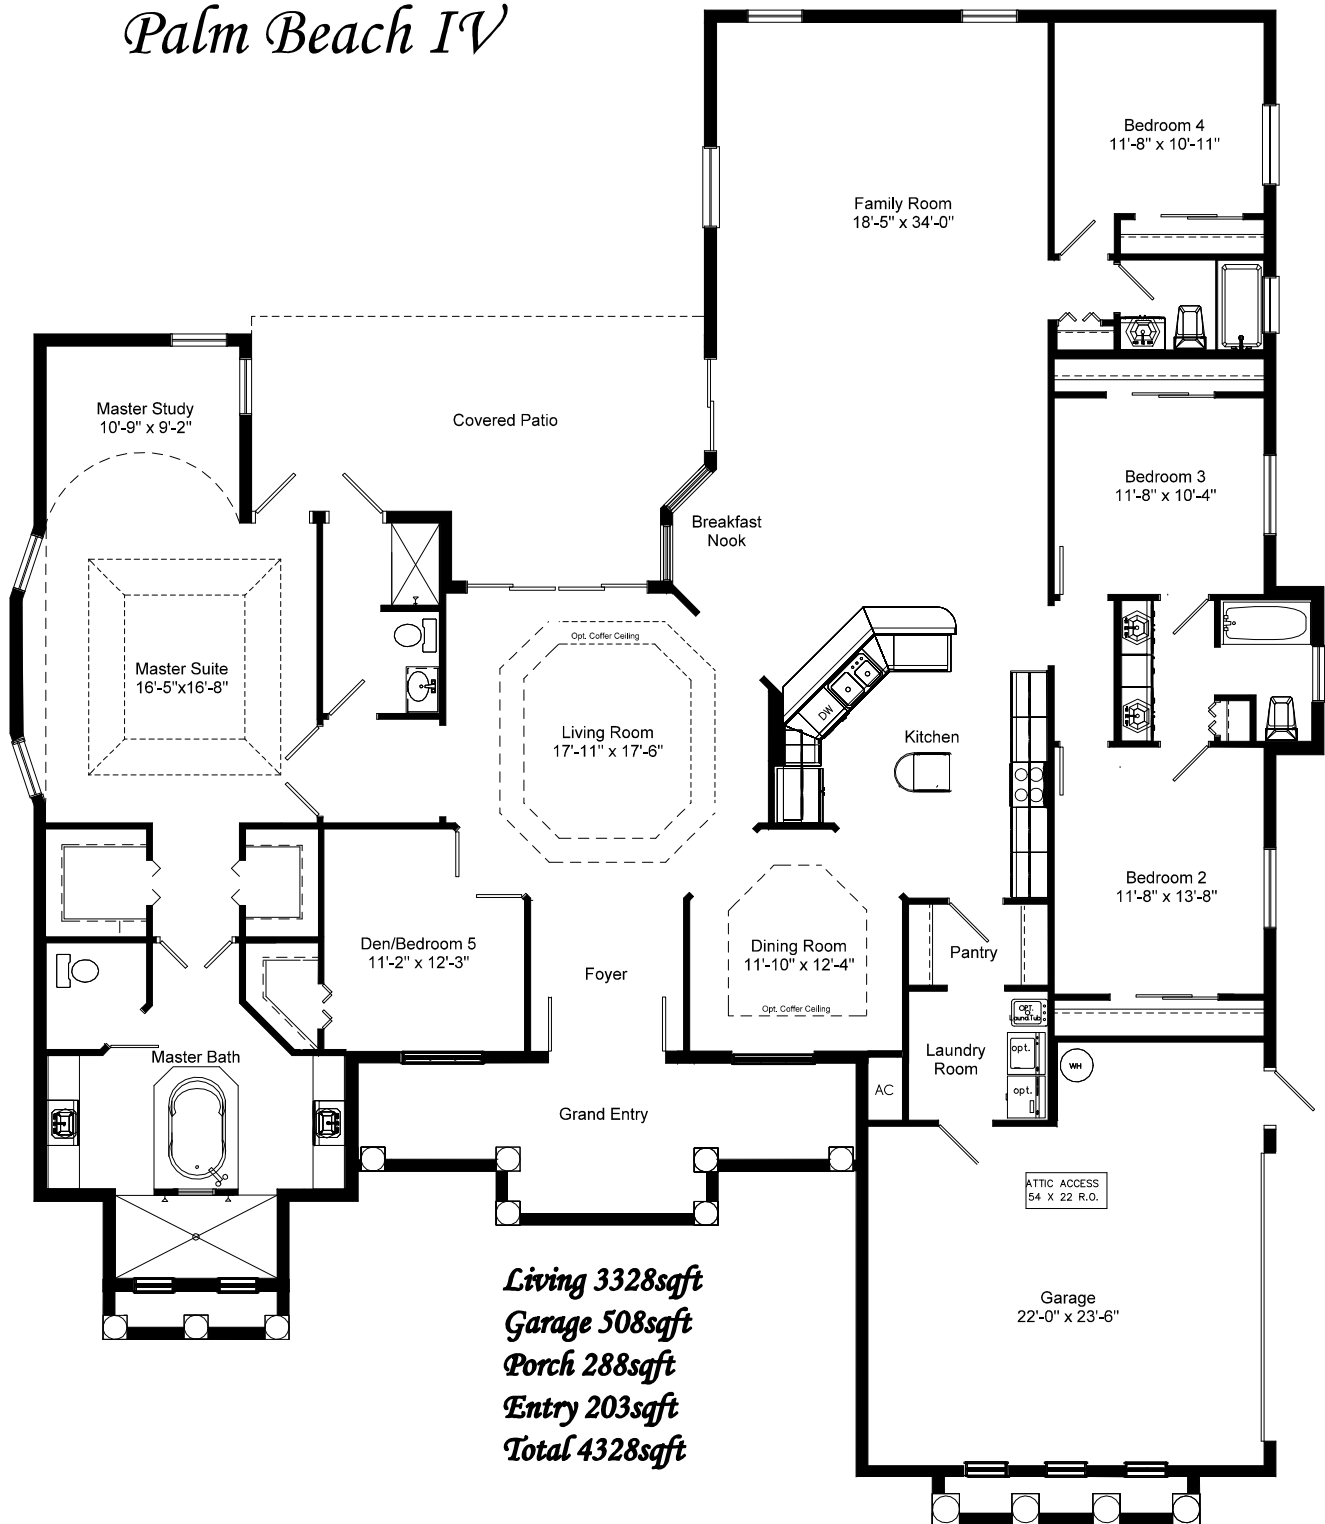 Palm Beach IV
Bedroom 4
11'-8" x 10'-11"
Family Room
18'-5" x 34'-0"
Master Study
10'-9" x 9'-2"
Covered Patio
Bedroom 3
11'-8" x 10'-4"
Breakfast
Nook
Opt. Coffer Ceiling
Master Suite
16'-5"x16'-8"
Living Room
17'-11" x 17'-6"
DW
Kitchen
Bedroom 2
11'-8" x 13'-8"
Den/Bedroom 5
11'-2" x 12'-3"
Foyer
Dining Room
11'-10" x 12'-4"
Opt. Coffer Ceiling
Pantry
OPT.
Laund.Tub
Laundry
Room
opt.
opt.
WH
AC
Master Bath
Grand Entry
ATTIC ACCESS
54 X 22 R.O.
Living 3328sqft
Garage 508sqft
Porch 288sqft
Entry 203sqft
Total 4328sqft
Garage
22'-0" x 23'-6"